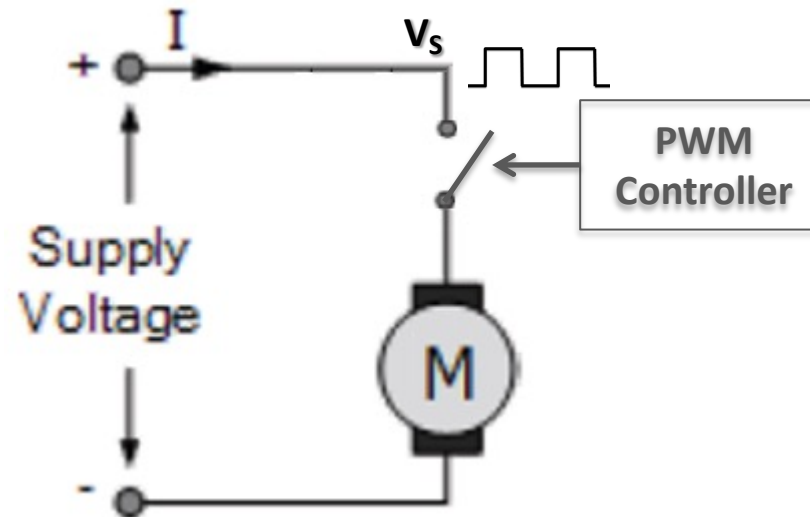 I
V_S
+
PWM
Controller
Supply
Voltage
M
-